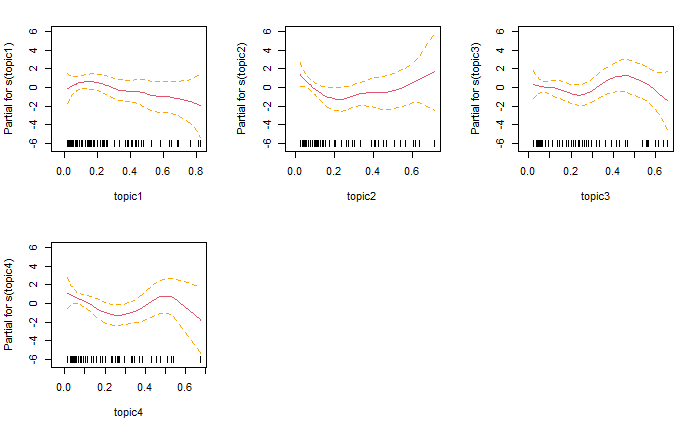 Partial for s(topic1)
6
4
2
0
-2
-4
-6
0.0 0.2 0.4 0.6 0.8
topic1
Partial for s(topic2)
6
4
2
0
-2
-4
-6
0.0 0.2 0.4 0.6
topic2
Partial for s(topic3)
6
4
2
0
-2
-4
-6
0.0 0.2 0.4 0.6
topic3
Partial for s(topic4)
6
4
2
0
-2
-4
-6
0.0 0.2 0.4 0.6
topic4